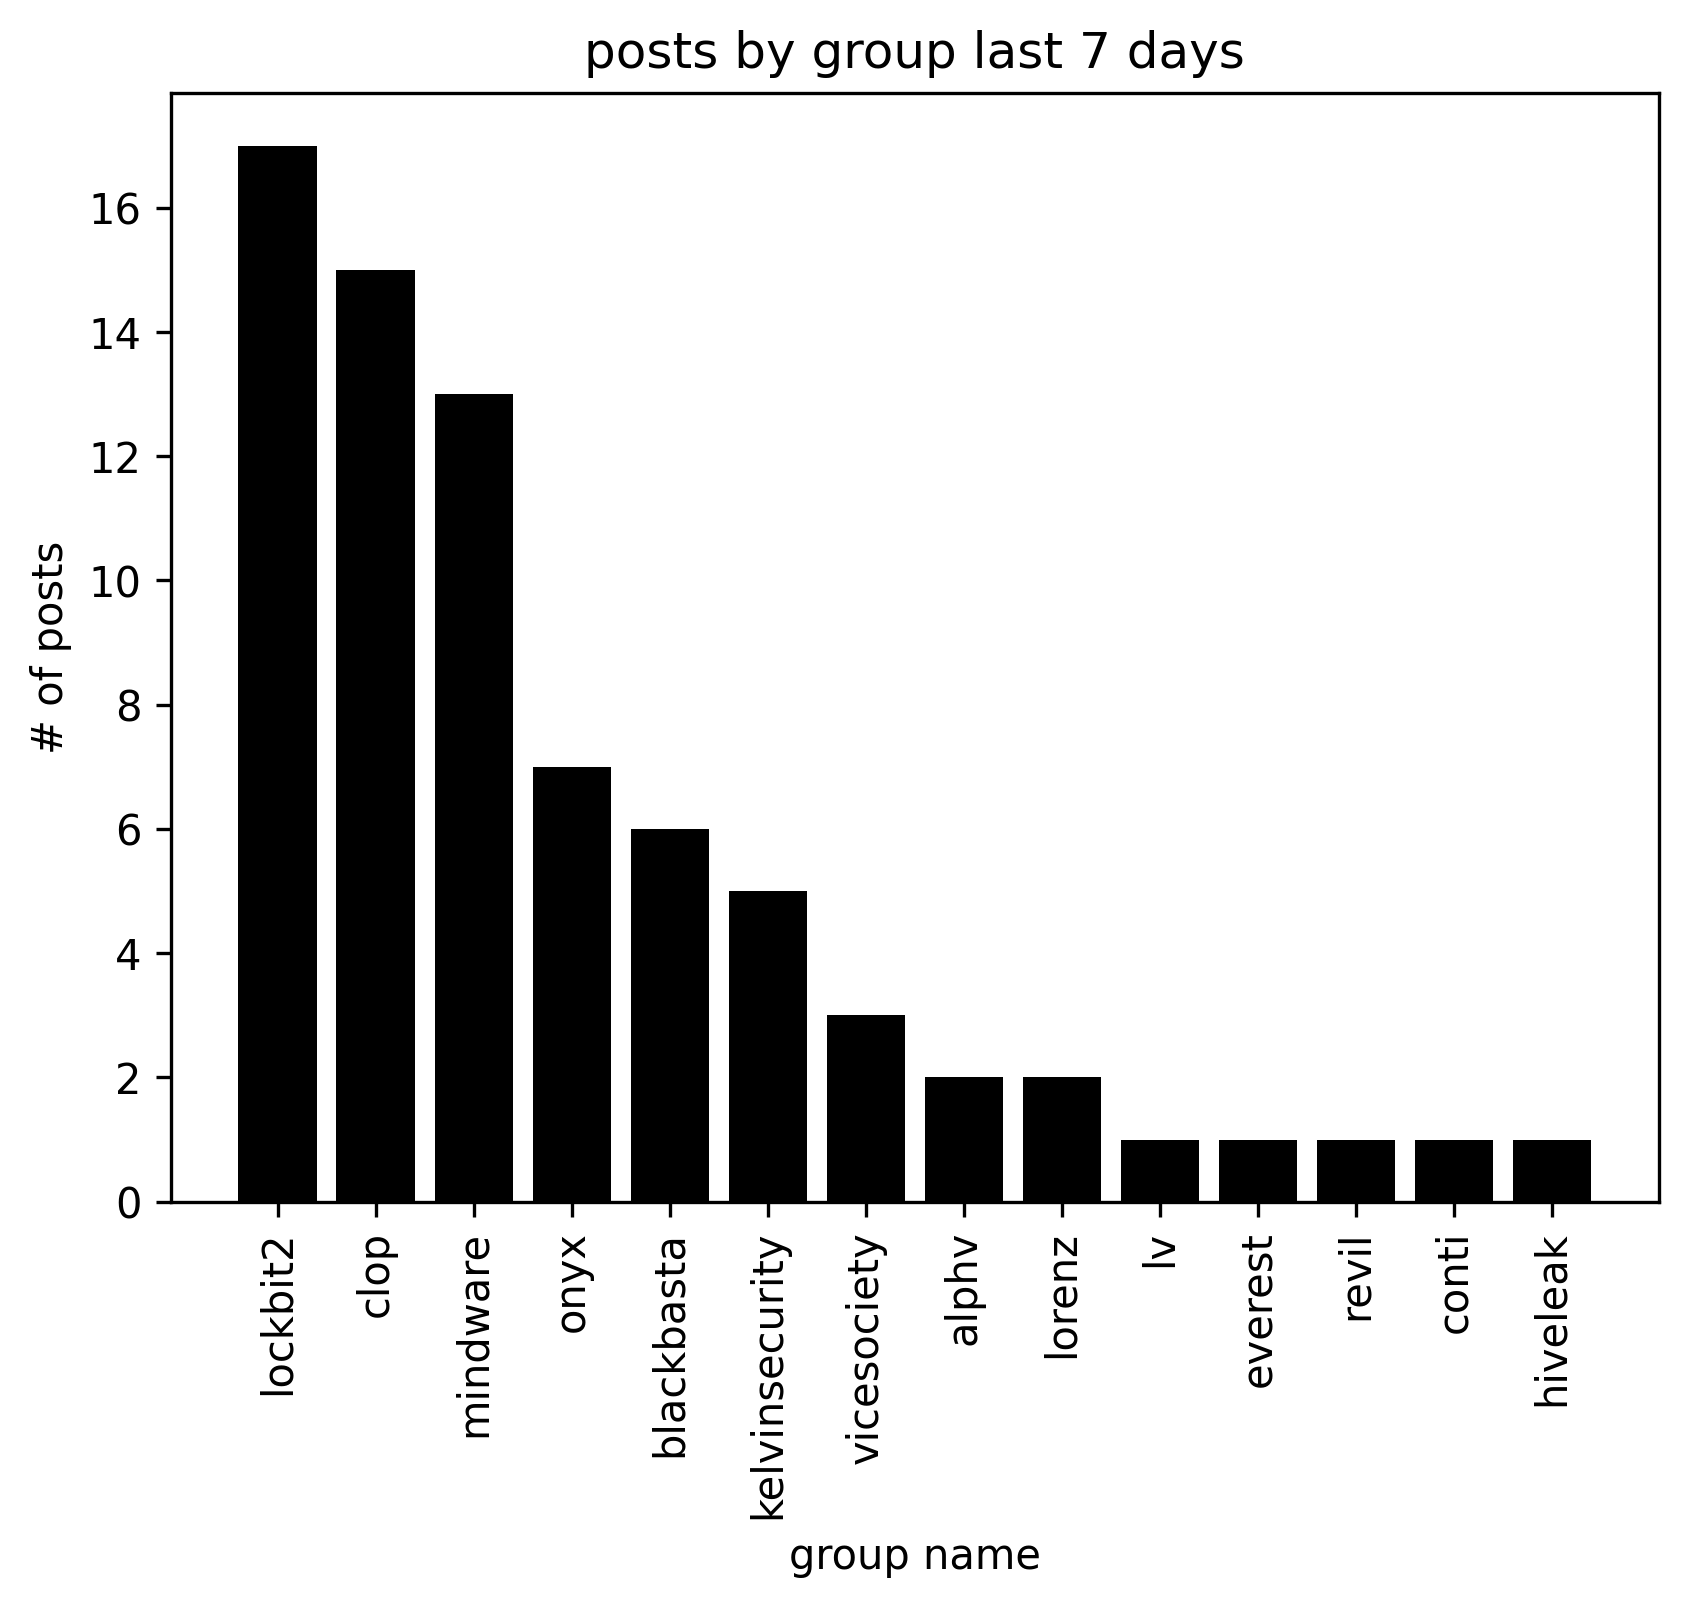 posts by group last 7 days
16
14
12
10
8
6
4
2
0
# of posts
lockbit2
clop
mindware
onyx
blackbasta
kelvinsecurity
vicesociety
alphv
lorenz
lv
everest
revil
conti
hiveleak
group name